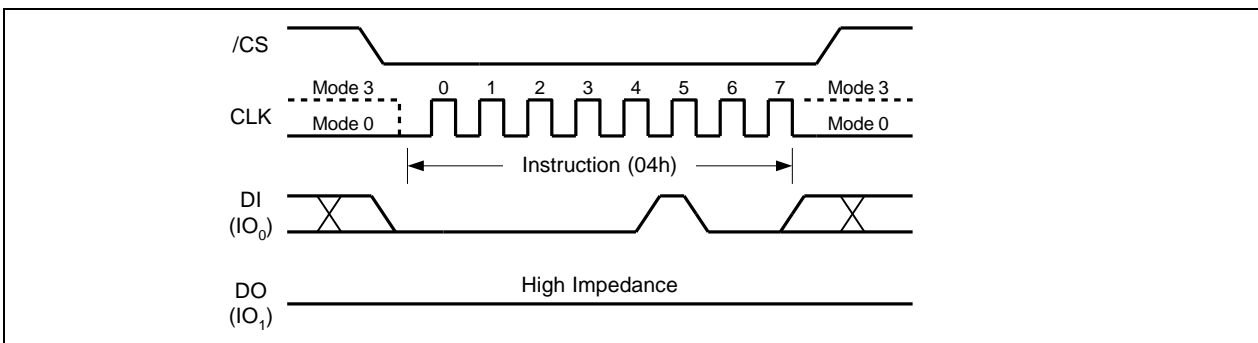 /CS
Mode 3 0 1 2 3 4 5 6 7 Mode 3
CLK
Mode 0 Mode 0
Instruction (04h)
DI
(IO₀)
High Impedance
DO
(IO₁)